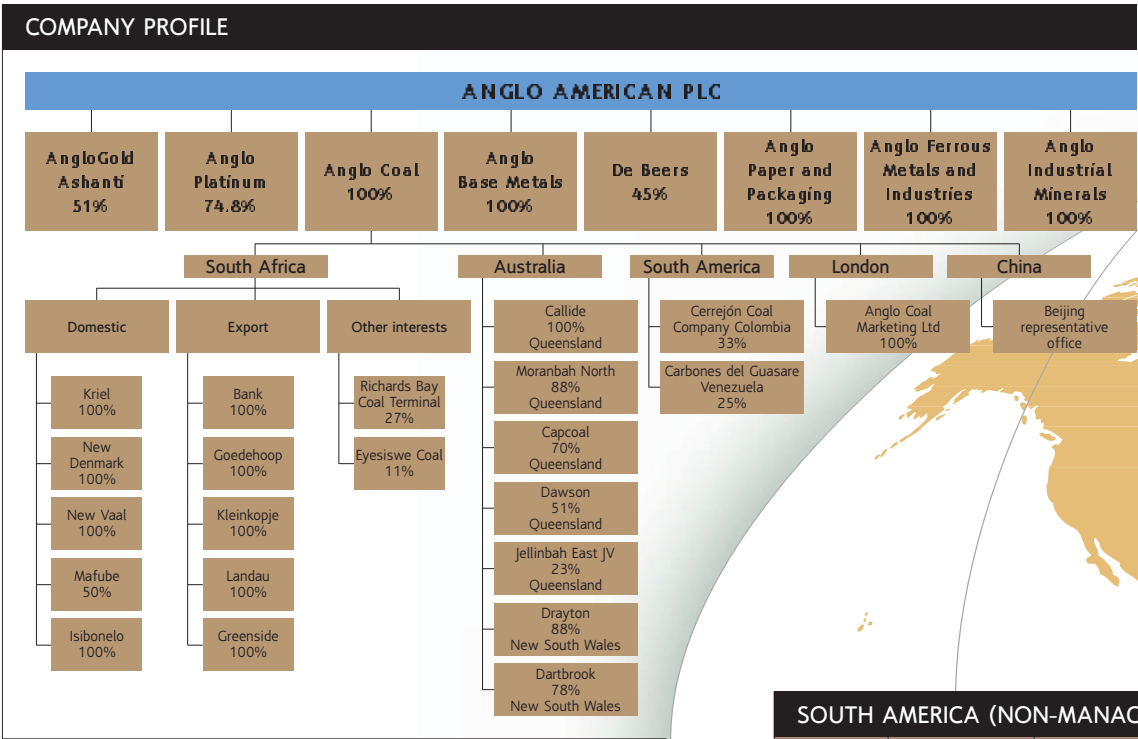 COMPANY PROFILE
ANGLO AMERICAN PLC
AngloGold
Ashanti
51%
Anglo
Platinum
74.8%
Anglo Coal
100%
Anglo
Base Metals
100%
De Beers
45%
Anglo
Paper and
Packaging
100%
Anglo Ferrous
Metals and
Industries
100%
Anglo
Industrial
Minerals
100%
South Africa
Australia
South America
London
China
Domestic
Export
Other interests
Kriel
100%
New
Denmark
100%
New Vaal
100%
Mafube
50%
Isibonelo
100%
Bank
100%
Goedehoop
100%
Kleinkopje
100%
Landau
100%
Greenside
100%
Richards Bay
Coal Terminal
27%
Eyesiswe Coal
11%
Callide
100%
Queensland
Moranbah North
88%
Queensland
Capcoal
70%
Queensland
Dawson
51%
Queensland
Jellinbah East JV
23%
Queensland
Drayton
88%
New South Wales
Dartbrook
78%
New South Wales
Cerrejón Coal
Company Colombia
33%
Carbones del Guasare
Venezuela
25%
Anglo Coal
Marketing Ltd
100%
Beijing
representative
office
SOUTH AMERICA (NON-MANAG